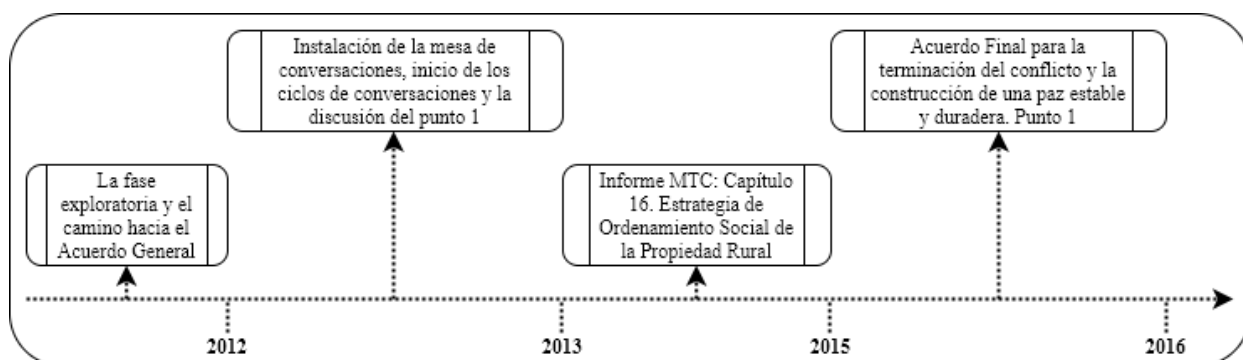 Instalación de la mesa de
conversaciones, inicio de los
ciclos de conversaciones y la
discusión del punto 1
Acuerdo Final para la
terminación del conflicto y la
construcción de una paz estable
y duradera. Punto 1
La fase
exploratoria y el
camino hacia el
Acuerdo General
Informe MTC: Capítulo
16. Estrategia de
Ordenamiento Social de
la Propiedad Rural
2012
2013
2015
2016